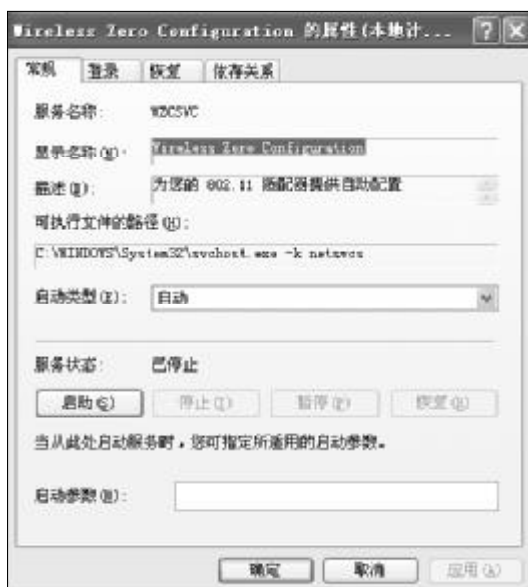 Wireless Zero Configuration 的属性(本地计...
常规 登录 恢复 依存关系
服务名称: WZCSVC
显示名称(N): Wireless Zero Configuration
描述(D): 为您的 802.11 适配器提供自动配置
可执行文件的路径(H):
C:\WINDOWS\System32\svchost.exe -k netsvcs
启动类型(E): 自动
服务状态: 已停止
启动(S) 停止(T) 暂停(P) 恢复(R)
当从此处启动服务时，您可指定所适用的启动参数。
启动参数(M):
确定 取消 应用(A)